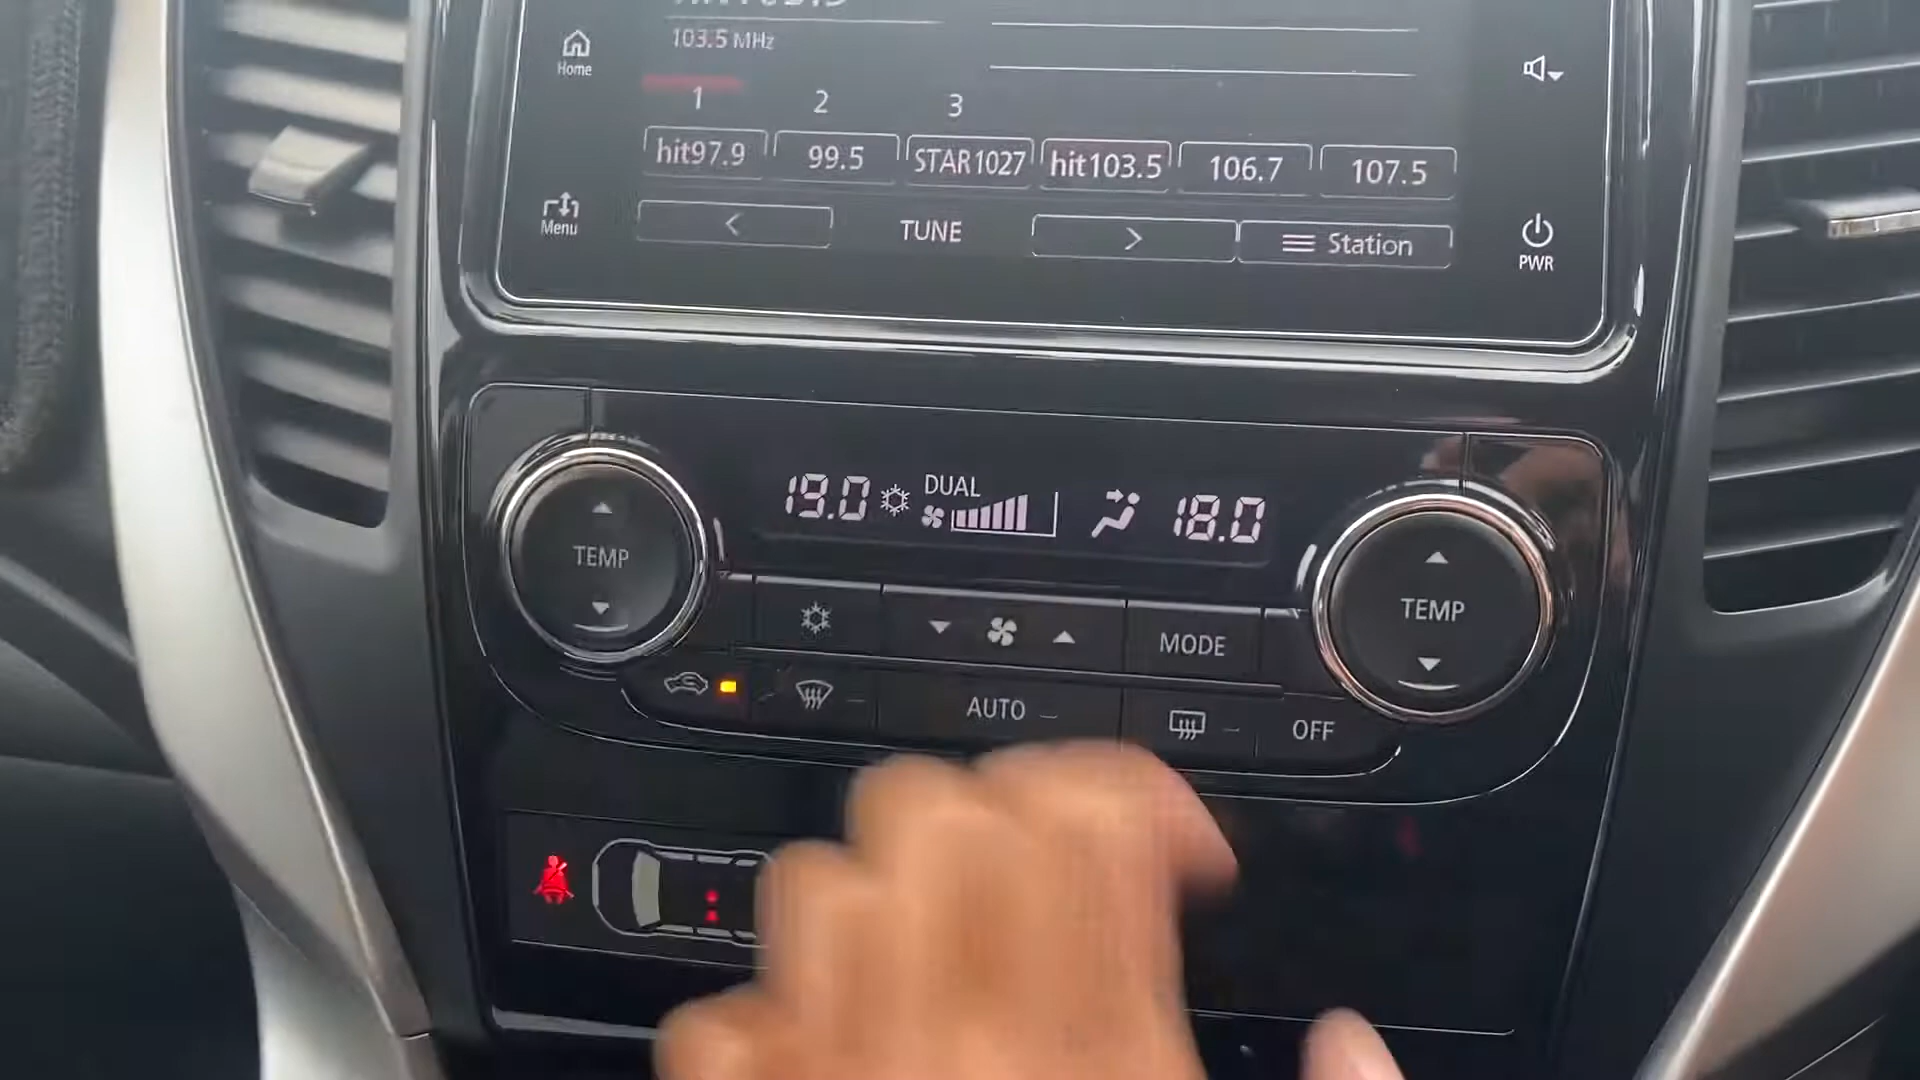 103.5 MHz
Home
1 2 3
hit97.9 99.5 STAR1027 hit103.5 106.7 107.5
Menu
< TUNE > Station
PWR
19.0 DUAL 18.0
TEMP
TEMP
MODE
AUTO
OFF